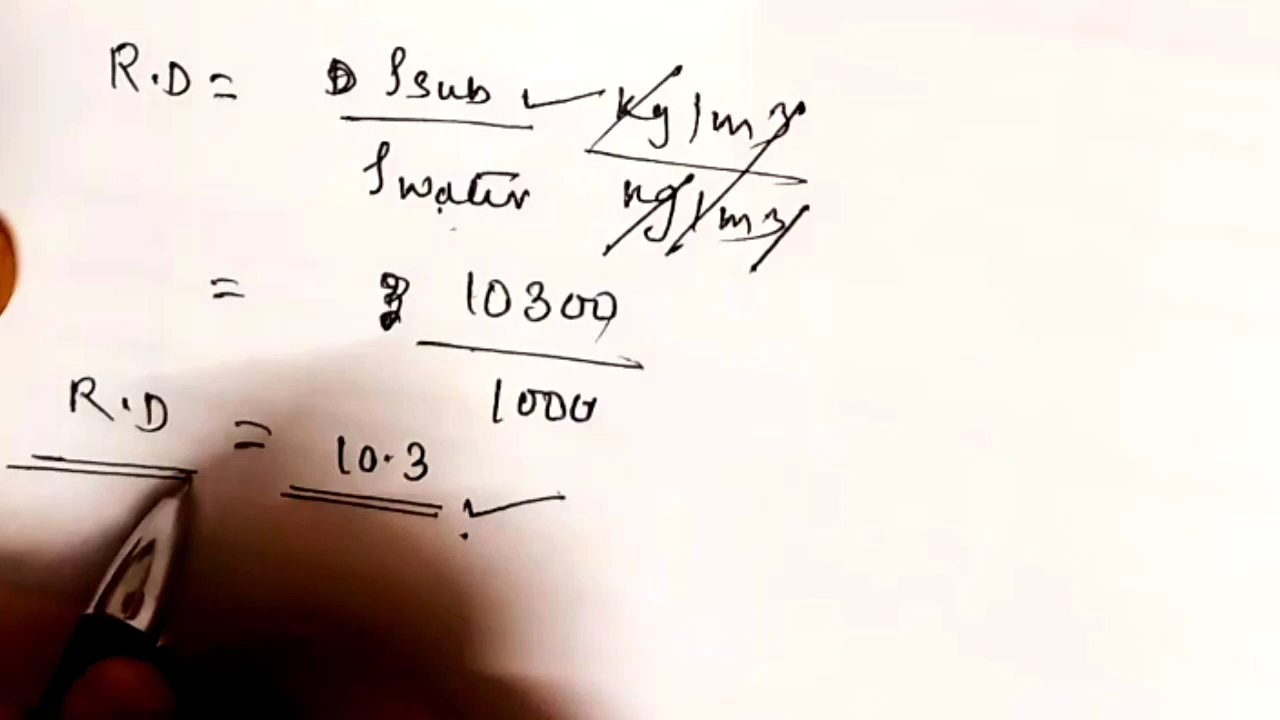 R.D = ρsub / ρwater kg/m3 / kg/m3
= 10300 / 1000
R.D = 10.3